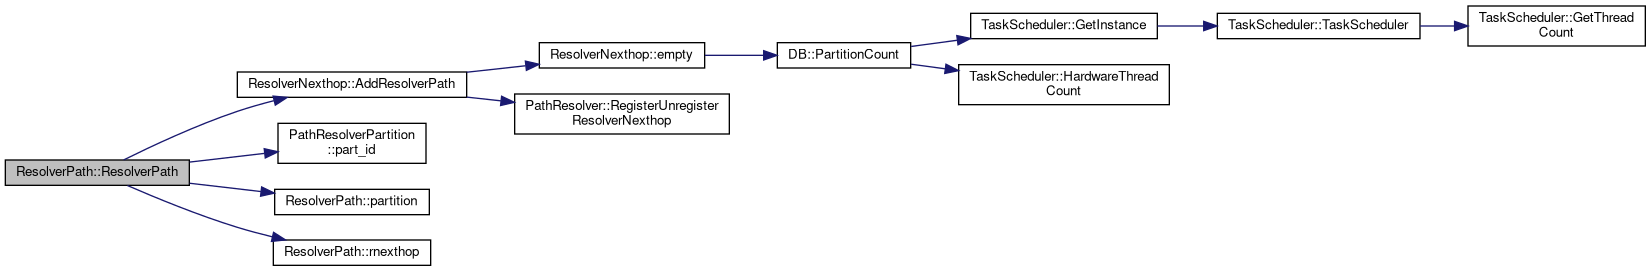 ResolverPath::ResolverPath
ResolverNexthop::AddResolverPath
ResolverNexthop::empty
DB::PartitionCount
TaskScheduler::GetInstance
TaskScheduler::TaskScheduler
TaskScheduler::GetThread
Count
TaskScheduler::HardwareThread
Count
PathResolver::RegisterUnregister
ResolverNexthop
PathResolverPartition
::part_id
ResolverPath::partition
ResolverPath::rnexthop